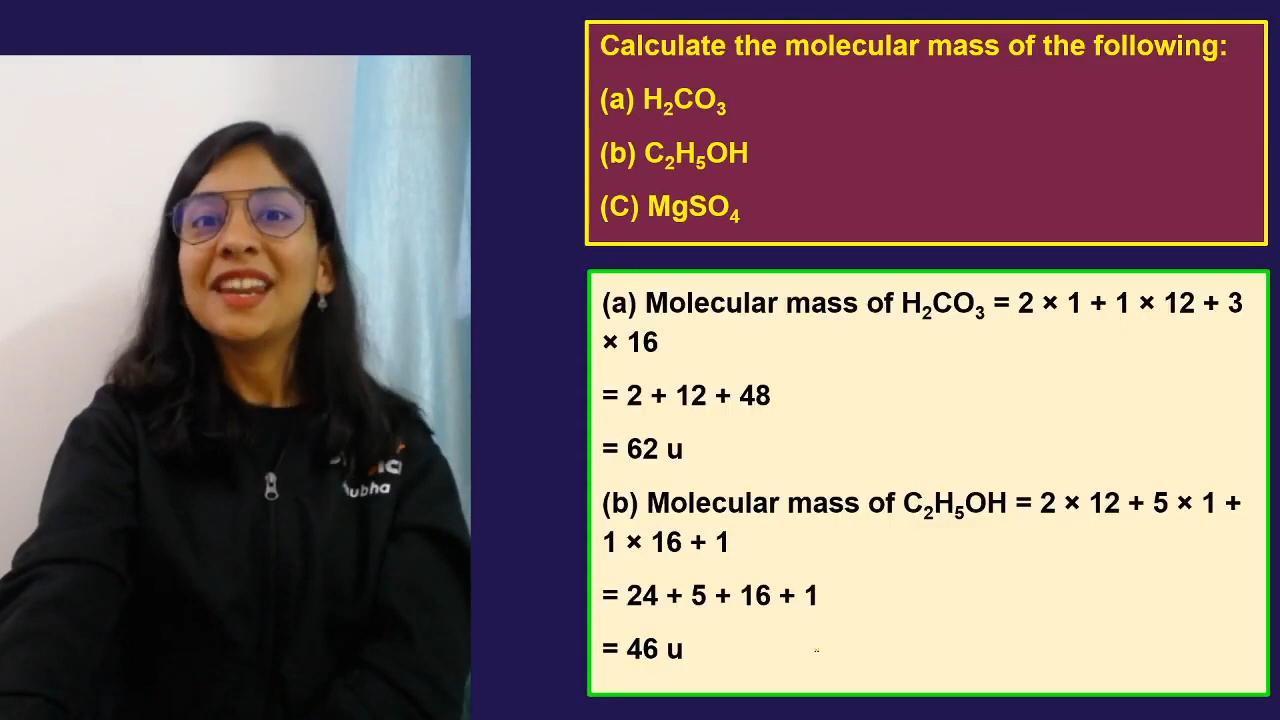 Calculate the molecular mass of the following:
(a) H₂CO₃
(b) C₂H₅OH
(C) MgSO₄
(a) Molecular mass of H₂CO₃ = 2 × 1 + 1 × 12 + 3
× 16
= 2 + 12 + 48
= 62 u
(b) Molecular mass of C₂H₅OH = 2 × 12 + 5 × 1 +
1 × 16 + 1
= 24 + 5 + 16 + 1
= 46 u